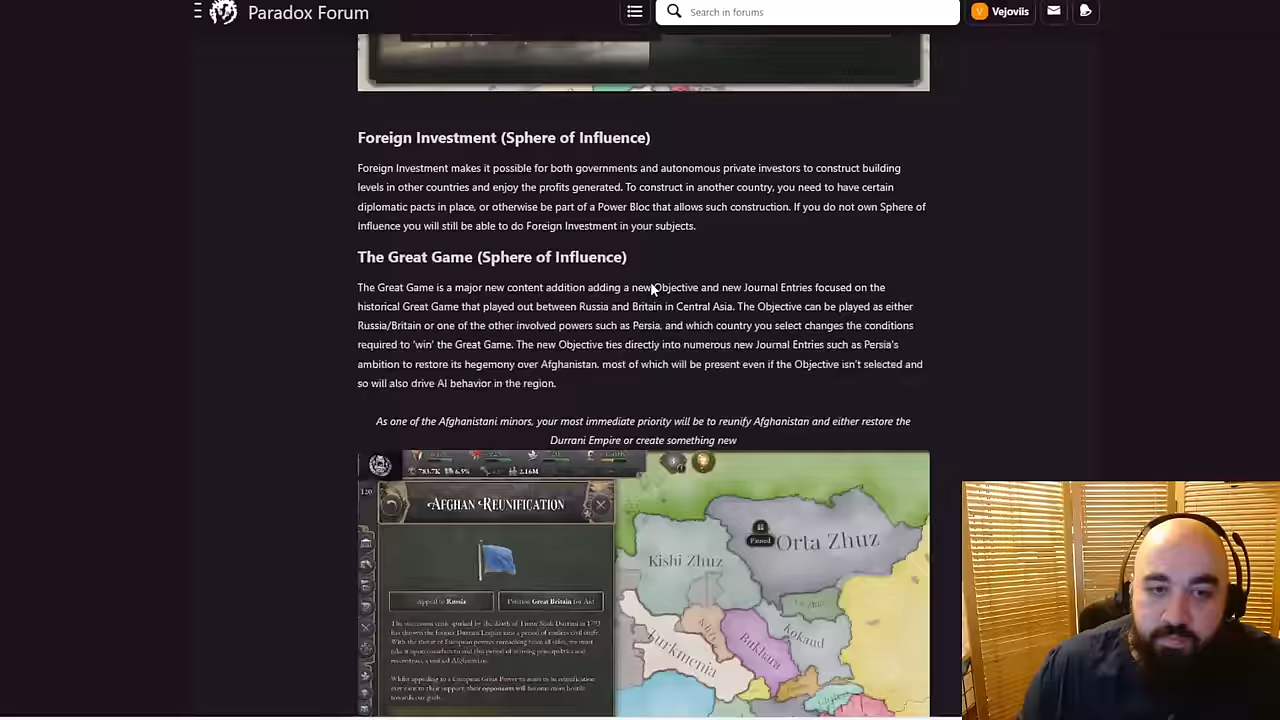 Paradox Forum
Search in forums
V
Vejoviis
Foreign Investment (Sphere of Influence)
Foreign Investment makes it possible for both governments and autonomous private investors to construct building
levels in other countries and enjoy the profits generated. To construct in another country, you need to have certain
diplomatic pacts in place, or otherwise be part of a Power Bloc that allows such construction. If you do not own Sphere of
Influence you will still be able to do Foreign Investment in your subjects.
The Great Game (Sphere of Influence)
The Great Game is a major new content addition adding a new Objective and new Journal Entries focused on the
historical Great Game that played out between Russia and Britain in Central Asia. The Objective can be played as either
Russia/Britain or one of the other involved powers such as Persia, and which country you select changes the conditions
required to ‘win’ the Great Game. The new Objective ties directly into numerous new Journal Entries such as Persia's
ambition to restore its hegemony over Afghanistan, most of which will be present even if the Objective isn't selected and
so will also drive AI behavior in the region.
As one of the Afghanistani minors, your most immediate priority will be to reunify Afghanistan and either restore the
Durrani Empire or create something new
783.7K 6.5% 2.16M
120
AFGHAN REUNIFICATION
Appeal to Russia
Petition Great Britain for Aid
Paused
Orta Zhuz
Kishi Zhuz
Turkmenia
Bukhara
Kokand